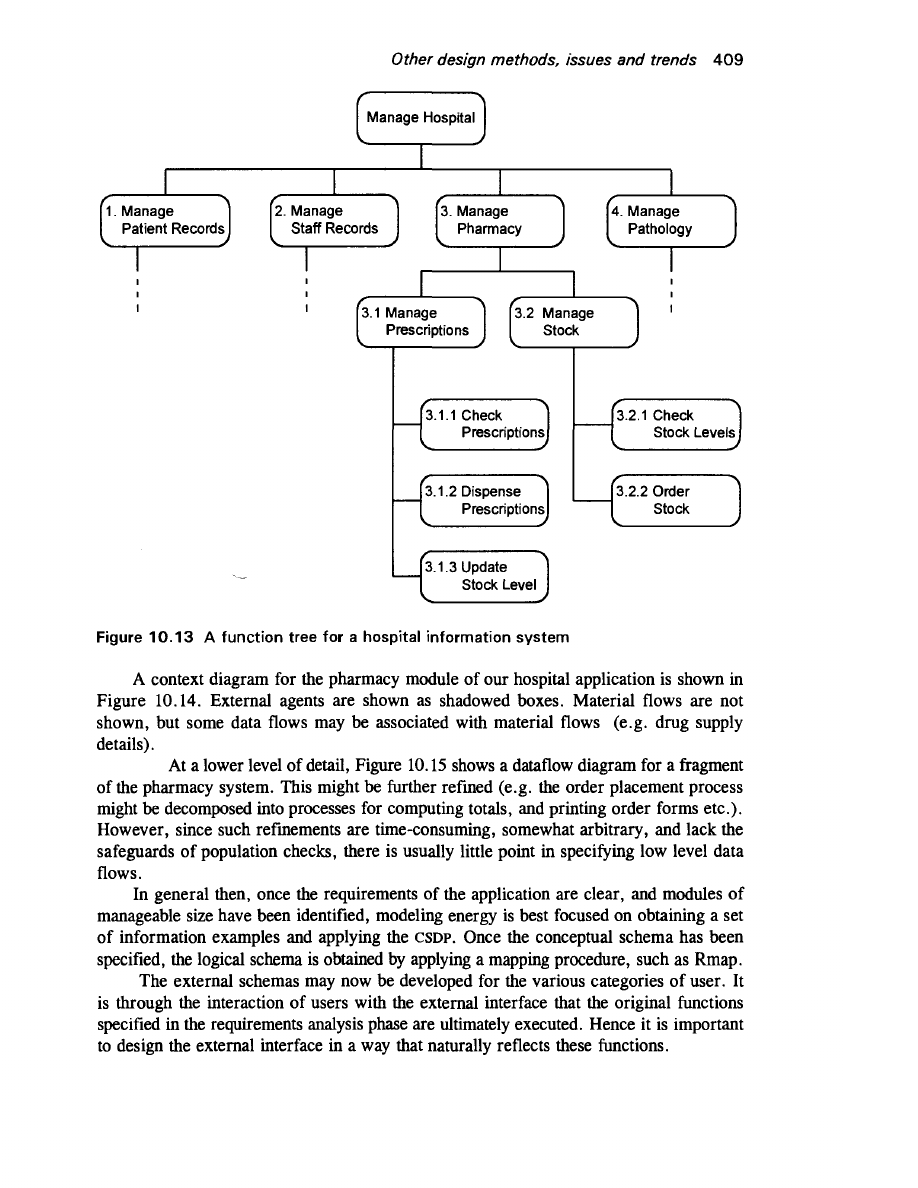 Other design methods, issues and trends 409
Manage Hospital
1. Manage
Patient Records
2. Manage
Staff Records
3. Manage
Pharmacy
4. Manage
Pathology
3.1 Manage
Prescriptions
3.2 Manage
Stock
3.1.1 Check
Prescriptions
3.2.1 Check
Stock Levels
3.1.2 Dispense
Prescriptions
3.2.2 Order
Stock
3.1.3 Update
Stock Level
Figure 10.13 A function tree for a hospital information system
A context diagram for the pharmacy module of our hospital application is shown in
Figure 10.14. External agents are shown as shadowed boxes. Material flows are not
shown, but some data flows may be associated with material flows (e.g. drug supply
details).
At a lower level of detail, Figure 10.15 shows a dataflow diagram for a fragment
of the pharmacy system. This might be further refined (e.g. the order placement process
might be decomposed into processes for computing totals, and printing order forms etc.).
However, since such refinements are time-consuming, somewhat arbitrary, and lack the
safeguards of population checks, there is usually little point in specifying low level data
flows.
In general then, once the requirements of the application are clear, and modules of
manageable size have been identified, modeling energy is best focused on obtaining a set
of information examples and applying the CSDP. Once the conceptual schema has been
specified, the logical schema is obtained by applying a mapping procedure, such as Rmap.
The external schemas may now be developed for the various categories of user. It
is through the interaction of users with the external interface that the original functions
specified in the requirements analysis phase are ultimately executed. Hence it is important
to design the external interface in a way that naturally reflects these functions.